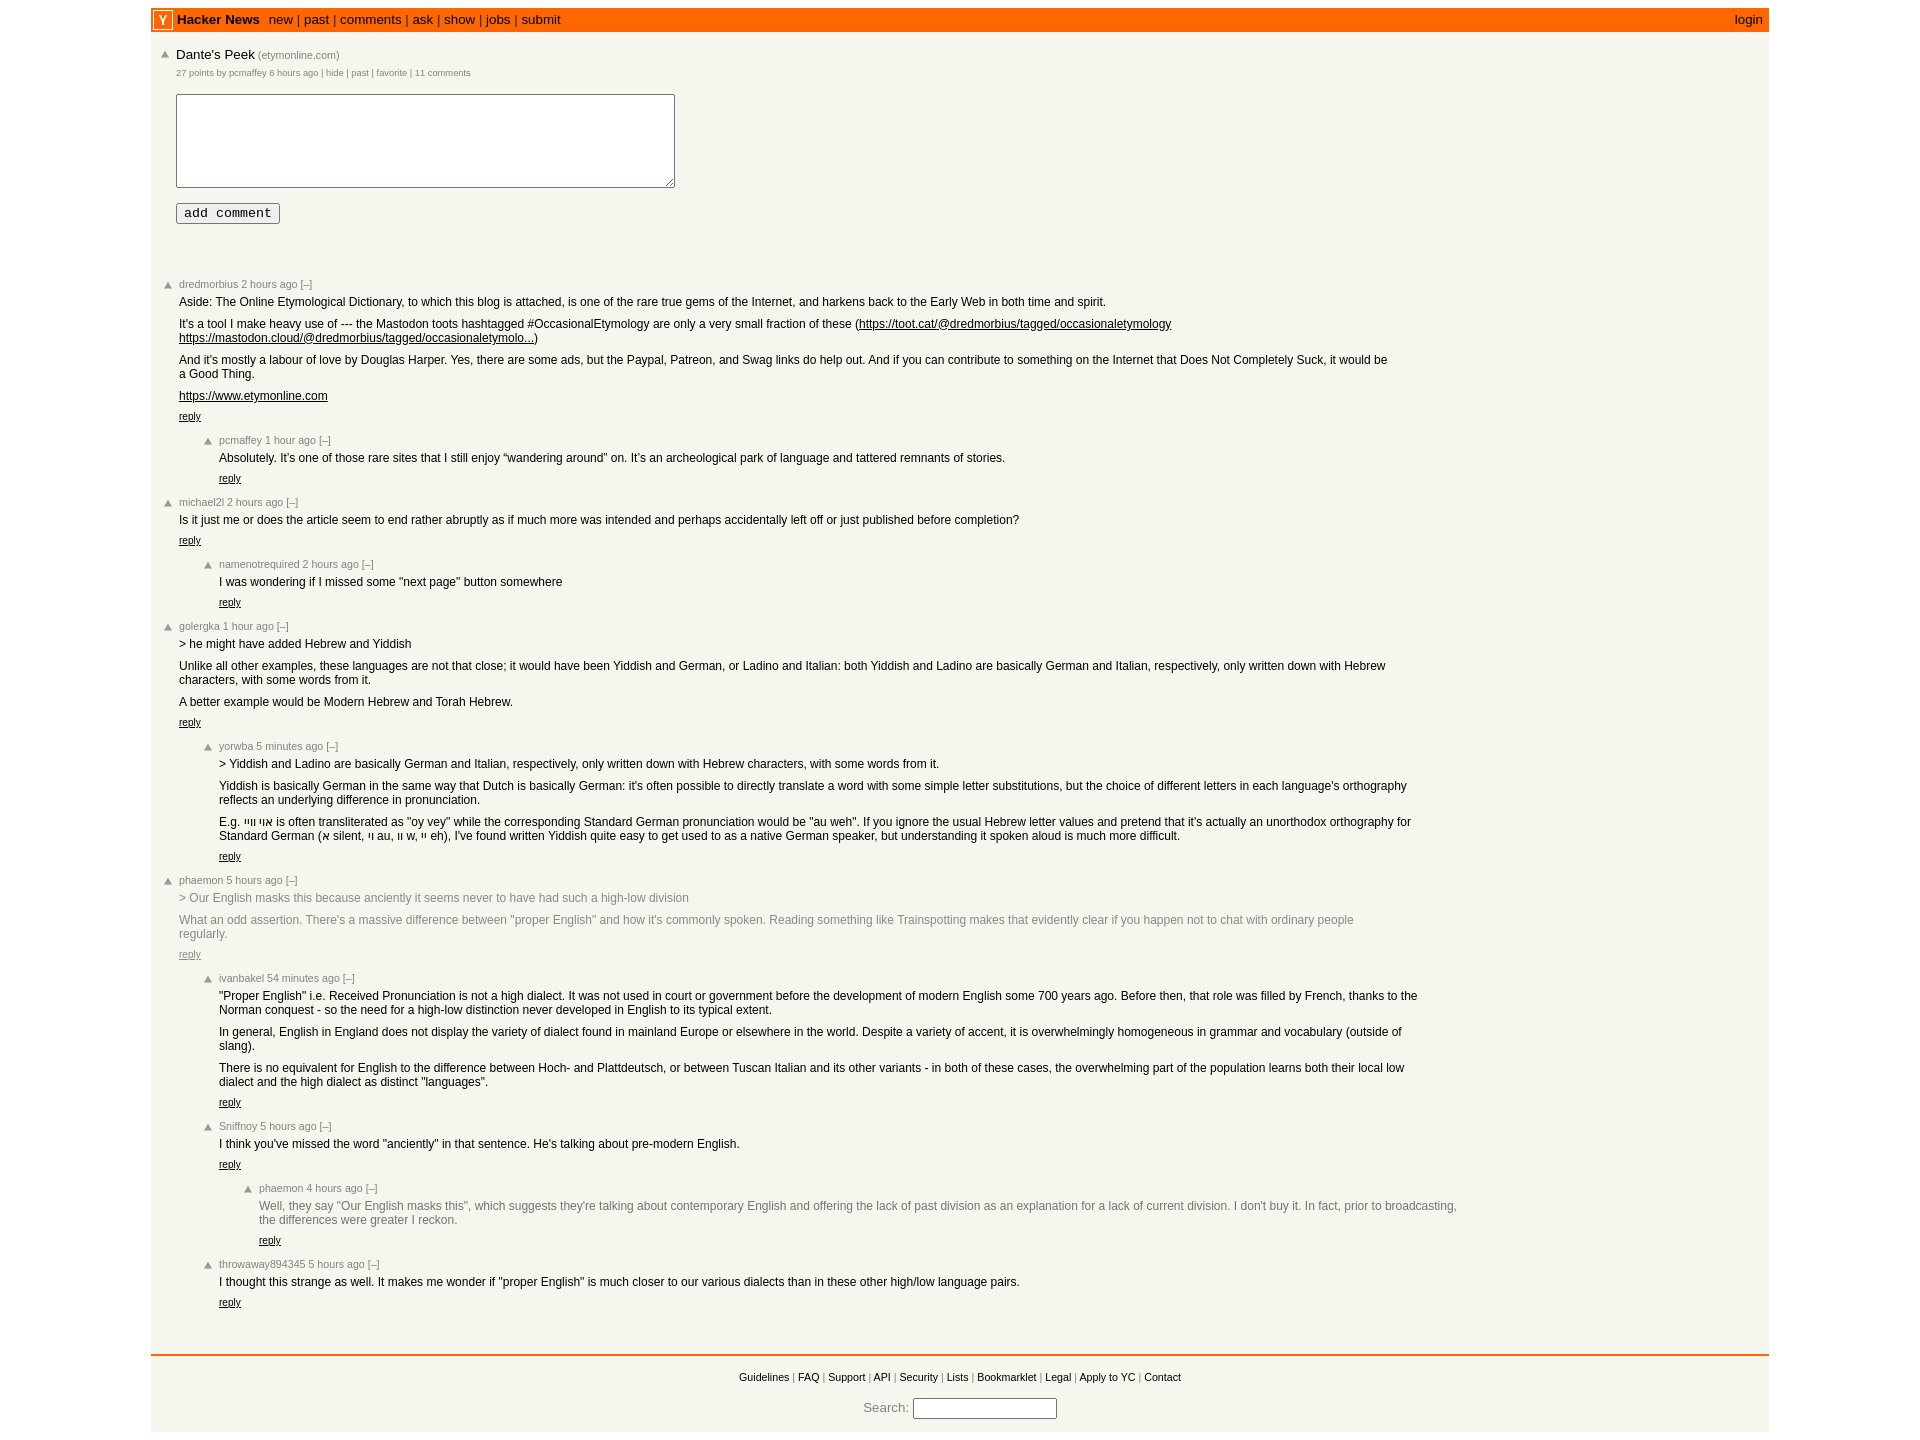 Y Hacker News new | past | comments | ask | show | jobs | submit login
Dante's Peek (etymonline.com)
27 points by pcmaffey 6 hours ago | hide | past | favorite | 11 comments
add comment
dredmorbius 2 hours ago [–]
Aside: The Online Etymological Dictionary, to which this blog is attached, is one of the rare true gems of the Internet, and harkens back to the Early Web in both time and spirit.
It's a tool I make heavy use of --- the Mastodon toots hashtagged #OccasionalEtymology are only a very small fraction of these (https://toot.cat/@dredmorbius/tagged/occasionaletymology
https://mastodon.cloud/@dredmorbius/tagged/occasionaletymolo...)
And it's mostly a labour of love by Douglas Harper. Yes, there are some ads, but the Paypal, Patreon, and Swag links do help out. And if you can contribute to something on the Internet that Does Not Completely Suck, it would be
a Good Thing.
https://www.etymonline.com
reply
pcmaffey 1 hour ago [–]
Absolutely. It’s one of those rare sites that I still enjoy “wandering around” on. It’s an archeological park of language and tattered remnants of stories.
reply
michael2l 2 hours ago [–]
Is it just me or does the article seem to end rather abruptly as if much more was intended and perhaps accidentally left off or just published before completion?
reply
namenotrequired 2 hours ago [–]
I was wondering if I missed some "next page" button somewhere
reply
golergka 1 hour ago [–]
> he might have added Hebrew and Yiddish
Unlike all other examples, these languages are not that close; it would have been Yiddish and German, or Ladino and Italian: both Yiddish and Ladino are basically German and Italian, respectively, only written down with Hebrew
characters, with some words from it.
A better example would be Modern Hebrew and Torah Hebrew.
reply
yorwba 5 minutes ago [–]
> Yiddish and Ladino are basically German and Italian, respectively, only written down with Hebrew characters, with some words from it.
Yiddish is basically German in the same way that Dutch is basically German: it's often possible to directly translate a word with some simple letter substitutions, but the choice of different letters in each language's orthography
reflects an underlying difference in pronunciation.
E.g. אוי וויי is often transliterated as "oy vey" while the corresponding Standard German pronunciation would be "au weh". If you ignore the usual Hebrew letter values and pretend that it's actually an unorthodox orthography for
Standard German (א silent, וי au, וו w, יי eh), I've found written Yiddish quite easy to get used to as a native German speaker, but understanding it spoken aloud is much more difficult.
reply
phaemon 5 hours ago [–]
> Our English masks this because anciently it seems never to have had such a high-low division
What an odd assertion. There's a massive difference between "proper English" and how it's commonly spoken. Reading something like Trainspotting makes that evidently clear if you happen not to chat with ordinary people
regularly.
reply
ivanbakel 54 minutes ago [–]
"Proper English" i.e. Received Pronunciation is not a high dialect. It was not used in court or government before the development of modern English some 700 years ago. Before then, that role was filled by French, thanks to the
Norman conquest - so the need for a high-low distinction never developed in English to its typical extent.
In general, English in England does not display the variety of dialect found in mainland Europe or elsewhere in the world. Despite a variety of accent, it is overwhelmingly homogeneous in grammar and vocabulary (outside of
slang).
There is no equivalent for English to the difference between Hoch- and Plattdeutsch, or between Tuscan Italian and its other variants - in both of these cases, the overwhelming part of the population learns both their local low
dialect and the high dialect as distinct "languages".
reply
Sniffnoy 5 hours ago [–]
I think you've missed the word "anciently" in that sentence. He's talking about pre-modern English.
reply
phaemon 4 hours ago [–]
Well, they say "Our English masks this", which suggests they're talking about contemporary English and offering the lack of past division as an explanation for a lack of current division. I don't buy it. In fact, prior to broadcasting,
the differences were greater I reckon.
reply
throwaway894345 5 hours ago [–]
I thought this strange as well. It makes me wonder if "proper English" is much closer to our various dialects than in these other high/low language pairs.
reply
Guidelines | FAQ | Support | API | Security | Lists | Bookmarklet | Legal | Apply to YC | Contact
Search: